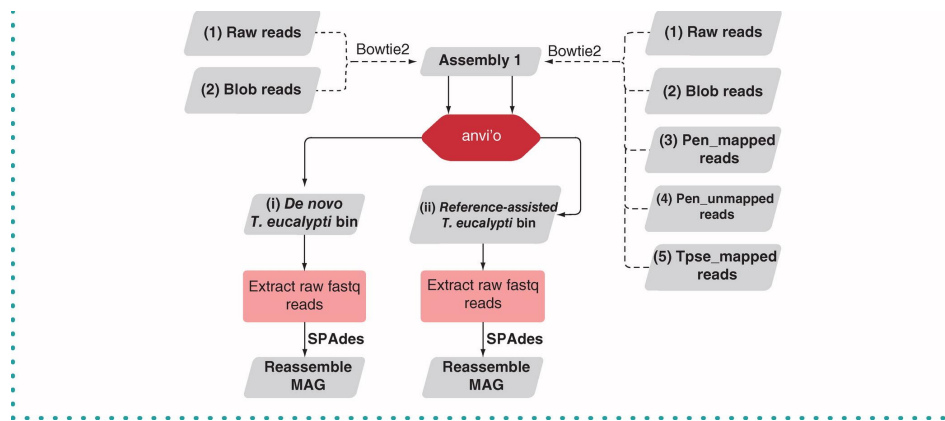 (1) Raw reads
Bowtie2
(2) Blob reads
Assembly 1
Bowtie2
(1) Raw reads
(2) Blob reads
(3) Pen_mapped
reads
(4) Pen_unmapped
reads
(5) Tpse_mapped
reads
anvi’o
(i) De novo
T. eucalypti bin
(ii) Reference-assisted
T. eucalypti bin
Extract raw fastq
reads
Extract raw fastq
reads
SPAdes
SPAdes
Reassemble
MAG
Reassemble
MAG